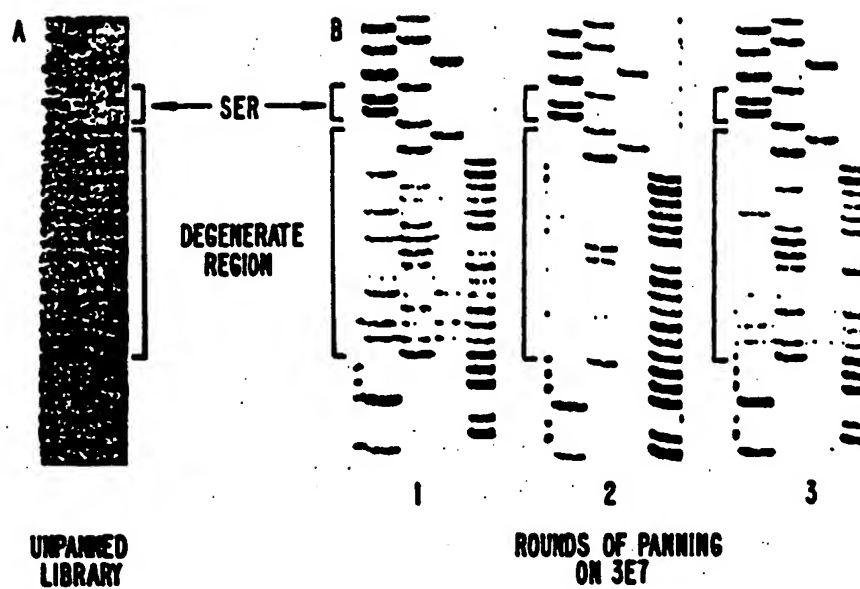 A
B
SER
DEGENERATE
REGION
1
2
3
UNPANNED
LIBRARY
ROUNDS OF PANNING
ON 3E7